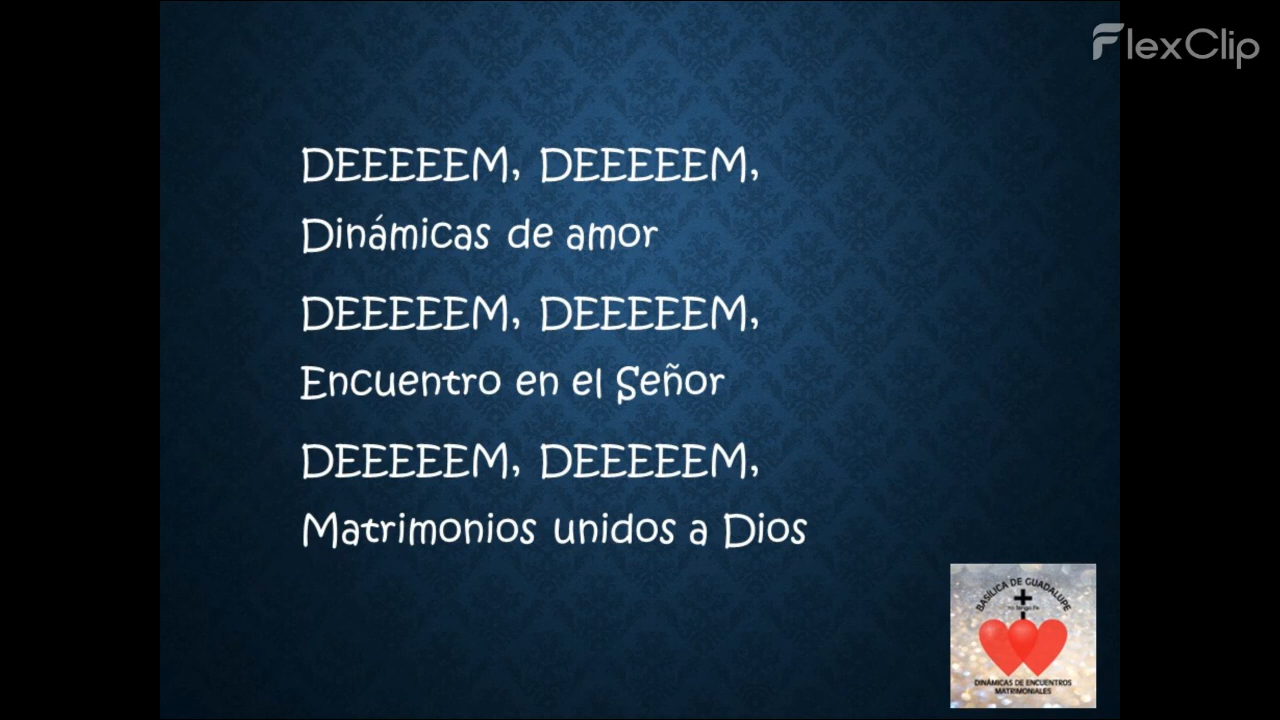 FlexClip
DEEEEEM, DEEEEEM,
Dinámicas de amor
DEEEEEM, DEEEEEM,
Encuentro en el Señor
DEEEEEM, DEEEEEM,
Matrimonios unidos a Dios
BASÍLICA DE GUADALUPE
DINÁMICAS DE ENCUENTROS
MATRIMONIALES